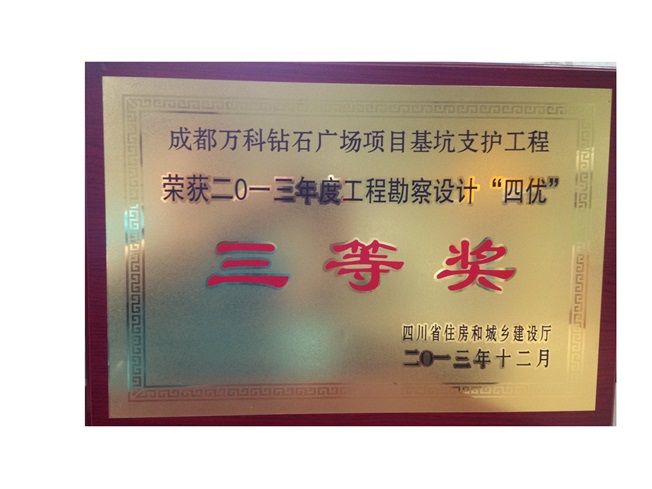 成都万科钻石广场项目基坑支护工程
荣获二〇一三年度工程勘察设计“四优”
三等奖
四川省住房和城乡建设厅
二〇一三年十二月